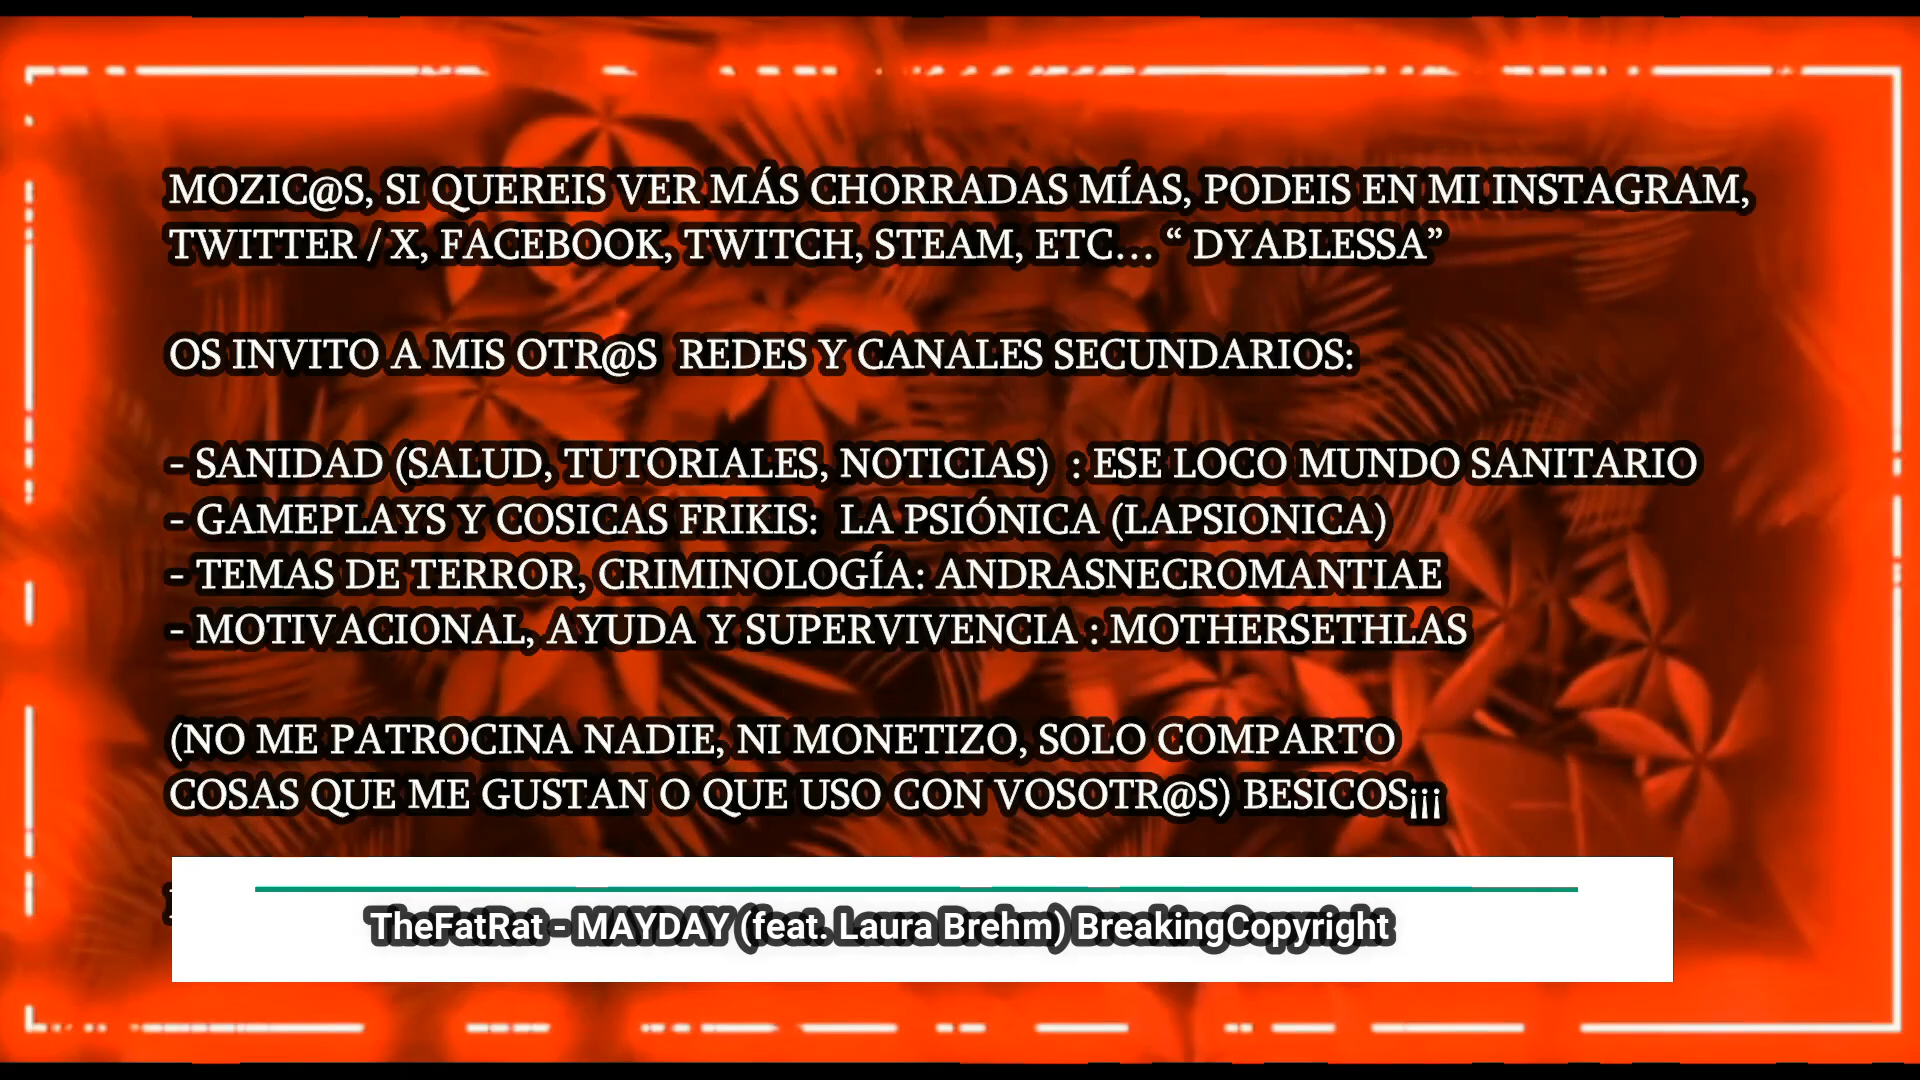 MOZIC@S, SI QUEREIS VER MÁS CHORRADAS MÍAS, PODEIS EN MI INSTAGRAM,
TWITTER / X, FACEBOOK, TWITCH, STEAM, ETC… “ DYABLESSA”
OS INVITO A MIS OTR@S REDES Y CANALES SECUNDARIOS:
- SANIDAD (SALUD, TUTORIALES, NOTICIAS) : ESE LOCO MUNDO SANITARIO
- GAMEPLAYS Y COSICAS FRIKIS: LA PSIÓNICA (LAPSIONICA)
- TEMAS DE TERROR, CRIMINOLOGÍA: ANDRASNECROMANTIAE
- MOTIVACIONAL, AYUDA Y SUPERVIVENCIA : MOTHERSETHLAS
(NO ME PATROCINA NADIE, NI MONETIZO, SOLO COMPARTO
COSAS QUE ME GUSTAN O QUE USO CON VOSOTR@S) BESICOS¡¡¡
TheFatRat - MAYDAY (feat. Laura Brehm) BreakingCopyright